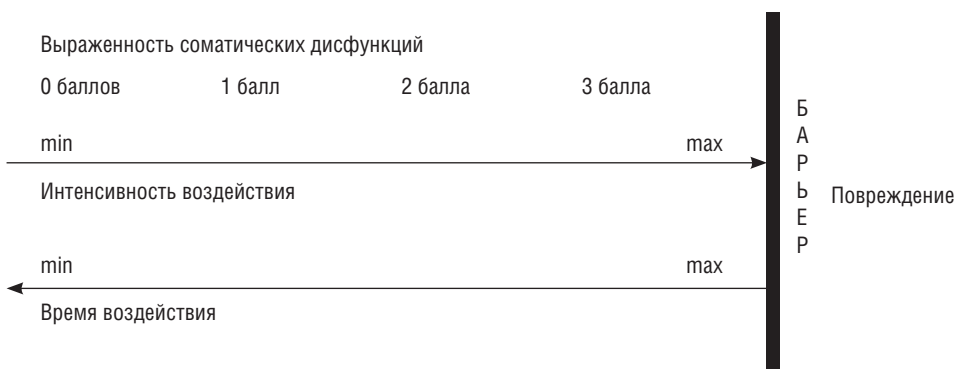 Выраженность соматических дисфункций
0 баллов 1 балл 2 балла 3 балла
min max
Интенсивность воздействия
min max
Время воздействия
БАРЬЕР
Повреждение